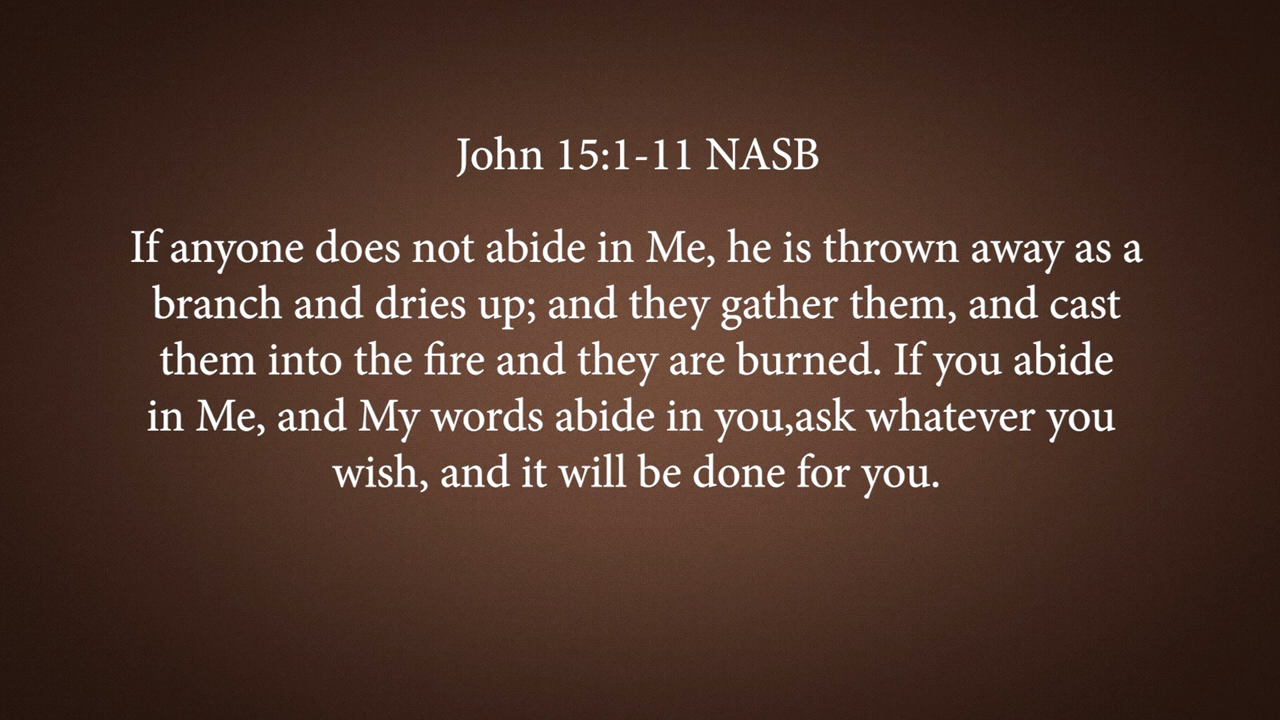 John 15:1-11 NASB
If anyone does not abide in Me, he is thrown away as a
branch and dries up; and they gather them, and cast
them into the fire and they are burned. If you abide
in Me, and My words abide in you,ask whatever you
wish, and it will be done for you.